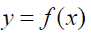 y = f(x)